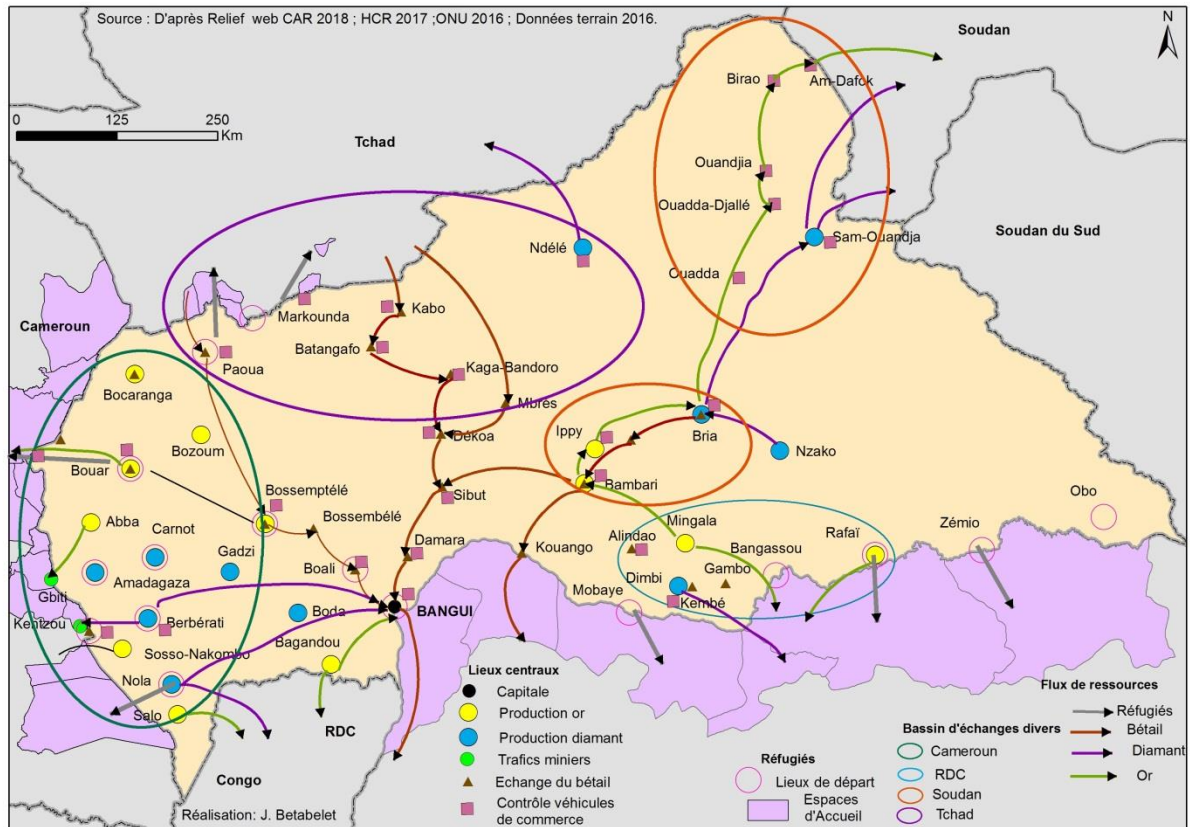 Source : D'après Relief web CAR 2018 ; HCR 2017 ;ONU 2016 ; Données terrain 2016.
N
Soudan
Birao
Am-Dafok
0 125 250
Km
Tchad
Ouandjia
Ouadda-Djallé
Ndélé
Sam-Ouandja
Soudan du Sud
Ouadda
Cameroun
Markounda
Kabo
Paoua
Batangafo
Kaga-Bandoro
Bocaranga
Mbrès
Dékoa
Ippy
Bria
Nzako
Bozoum
Bouar
Bambari
Sibut
Obo
Bossemptélé
Bossembélé
Abba
Carnot
Gadzi
Mingala
Rafaï
Zémio
Damara
Kouango
Alindao
Bangassou
Boali
Amadagaza
Gbiti
Dimbi
Gambo
Kentzou
Berbérati
Boda
BANGUI
Mobaye
Kembé
Sosso-Nakombo
Bagandou
Nola
Salo
RDC
Congo
Réalisation: J. Betabelet
Lieux centraux
Capitale
Production or
Production diamant
Trafics miniers
Echange du bétail
Contrôle véhicules
de commerce
Réfugiés
Lieux de départ
Espaces
d'Accueil
Bassin d'échanges divers
Cameroun
RDC
Soudan
Tchad
Flux de ressources
Réfugiés
Bétail
Diamant
Or